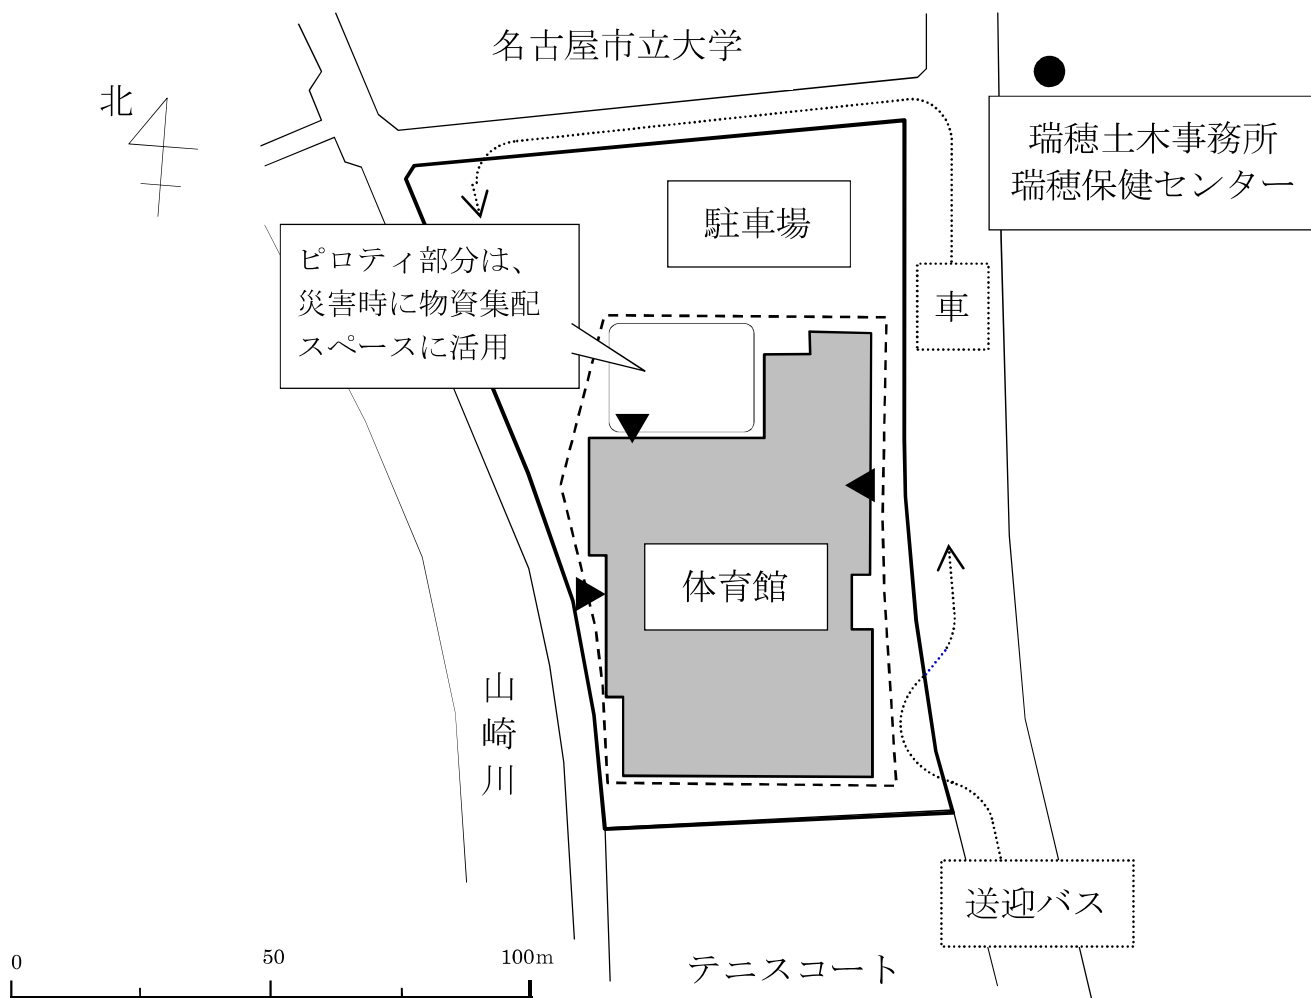 名古屋市立大学
北
瑞穂土木事務所
瑞穂保健センター
駐車場
ピロティ部分は、
災害時に物資集配
スペースに活用
車
体育館
山崎川
送迎バス
テニスコート
0
50
100m